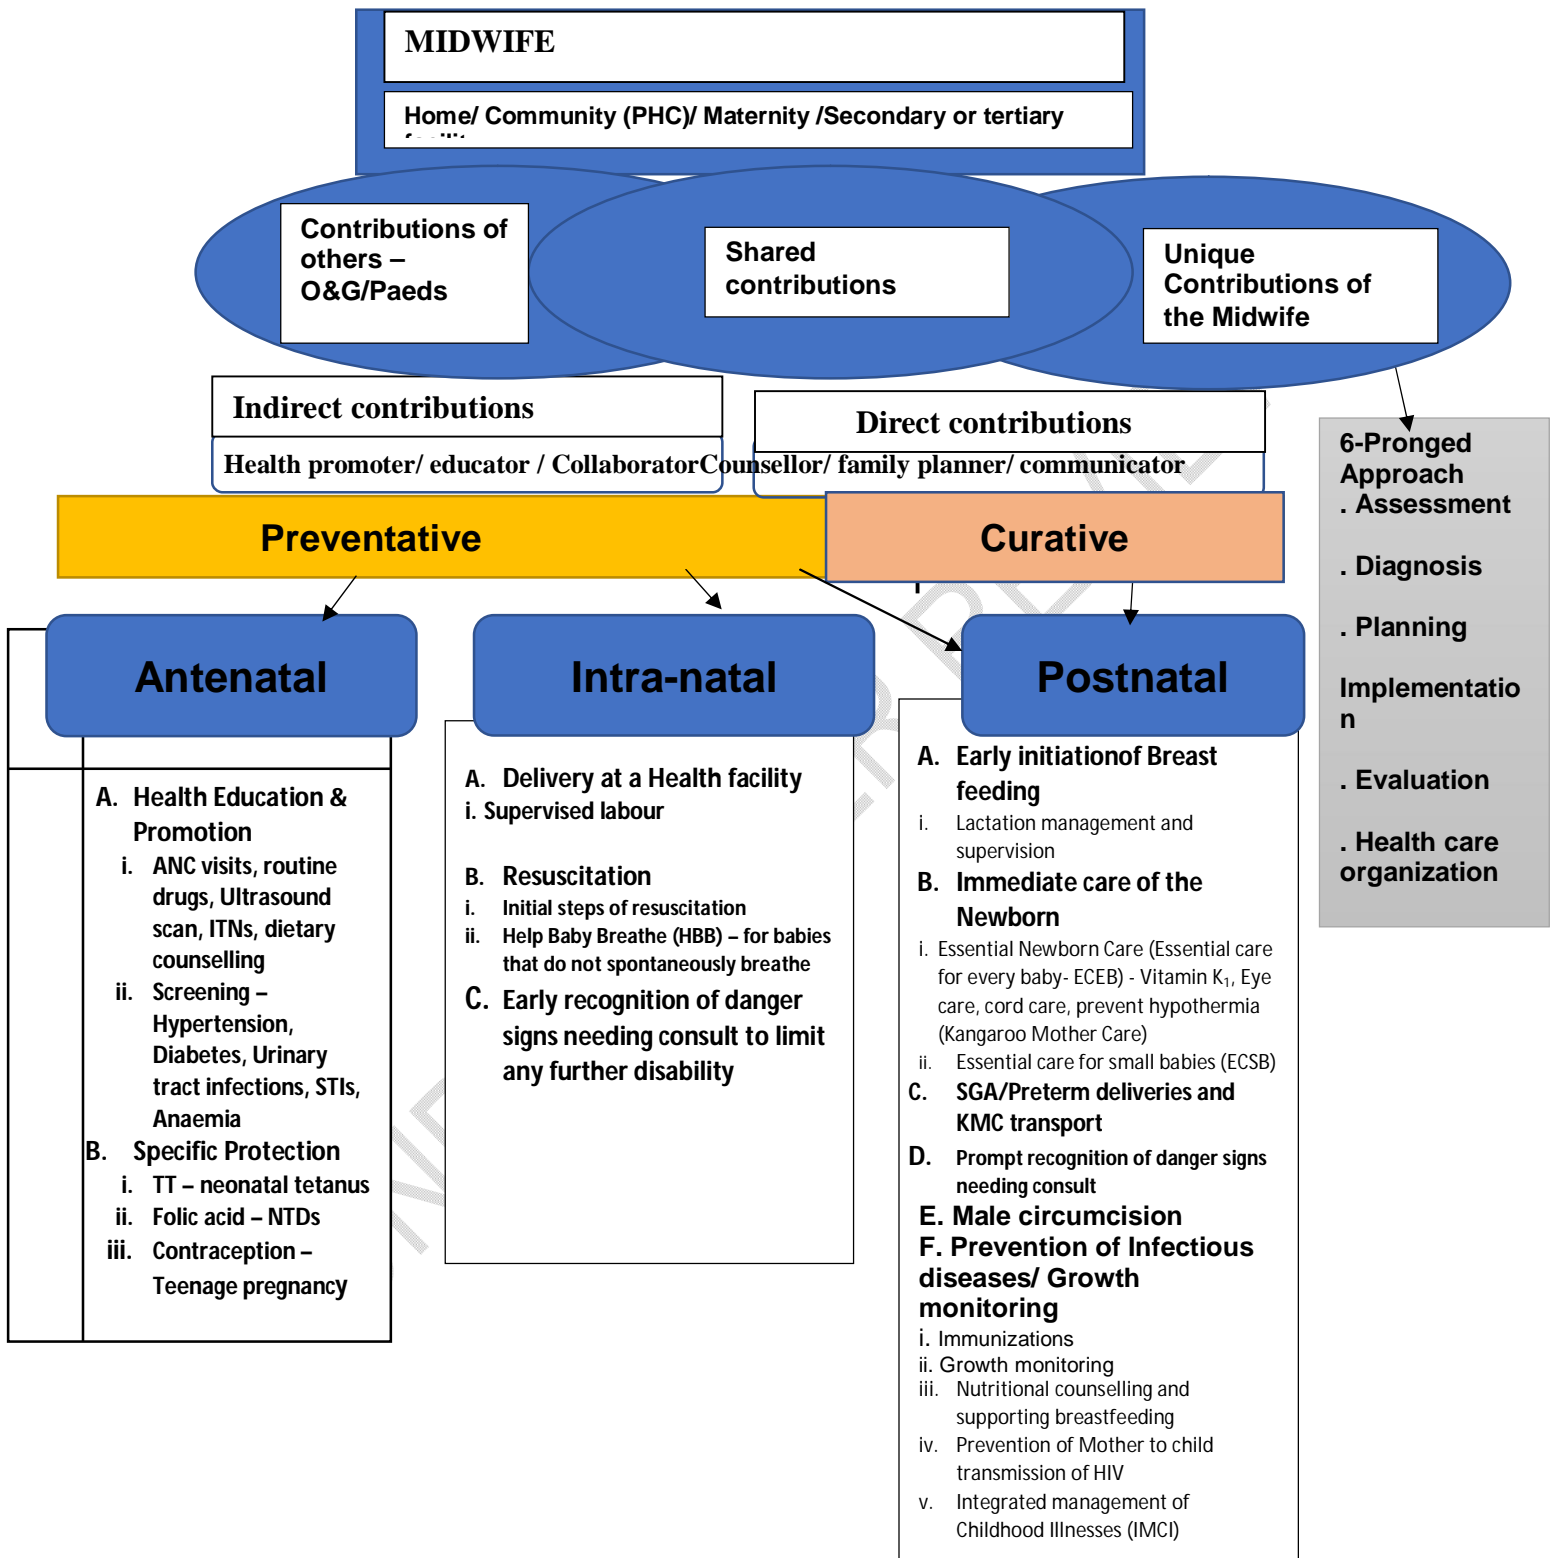 MIDWIFE
Home/ Community (PHC)/ Maternity /Secondary or tertiary
Contributions of
others –
O&G/Paeds
Shared
contributions
Unique
Contributions of
the Midwife
Indirect contributions
Direct contributions
Health promoter/ educator / Collaborator
Counsellor/ family planner/ communicator
Preventative
Curative
6-Pronged
Approach
. Assessment
. Diagnosis
. Planning
Implementatio
n
. Evaluation
. Health care
organization
Antenatal
A. Health Education &
Promotion
i. ANC visits, routine
drugs, Ultrasound
scan, ITNs, dietary
counselling
ii. Screening –
Hypertension,
Diabetes, Urinary
tract infections, STIs,
Anaemia
B. Specific Protection
i. TT – neonatal tetanus
ii. Folic acid – NTDs
iii. Contraception –
Teenage pregnancy
Intra-natal
A. Delivery at a Health facility
i. Supervised labour
B. Resuscitation
i. Initial steps of resuscitation
ii. Help Baby Breathe (HBB) – for babies
that do not spontaneously breathe
C. Early recognition of danger
signs needing consult to limit
any further disability
Postnatal
A. Early initiationof Breast
feeding
i. Lactation management and
supervision
B. Immediate care of the
Newborn
i. Essential Newborn Care (Essential care
for every baby- ECEB) - Vitamin K₁, Eye
care, cord care, prevent hypothermia
(Kangaroo Mother Care)
ii. Essential care for small babies (ECSB)
C. SGA/Preterm deliveries and
KMC transport
D. Prompt recognition of danger signs
needing consult
E. Male circumcision
F. Prevention of Infectious
diseases/ Growth
monitoring
i. Immunizations
ii. Growth monitoring
iii. Nutritional counselling and
supporting breastfeeding
iv. Prevention of Mother to child
transmission of HIV
v. Integrated management of
Childhood Illnesses (IMCI)